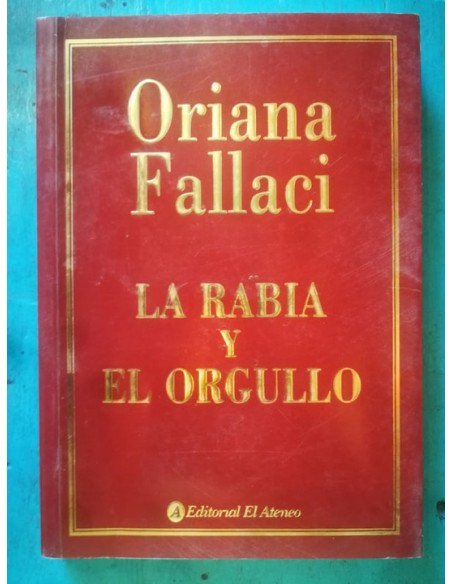 Oriana
Fallaci
LA RABIA
Y
EL ORGULLO
A Editorial El Ateneo